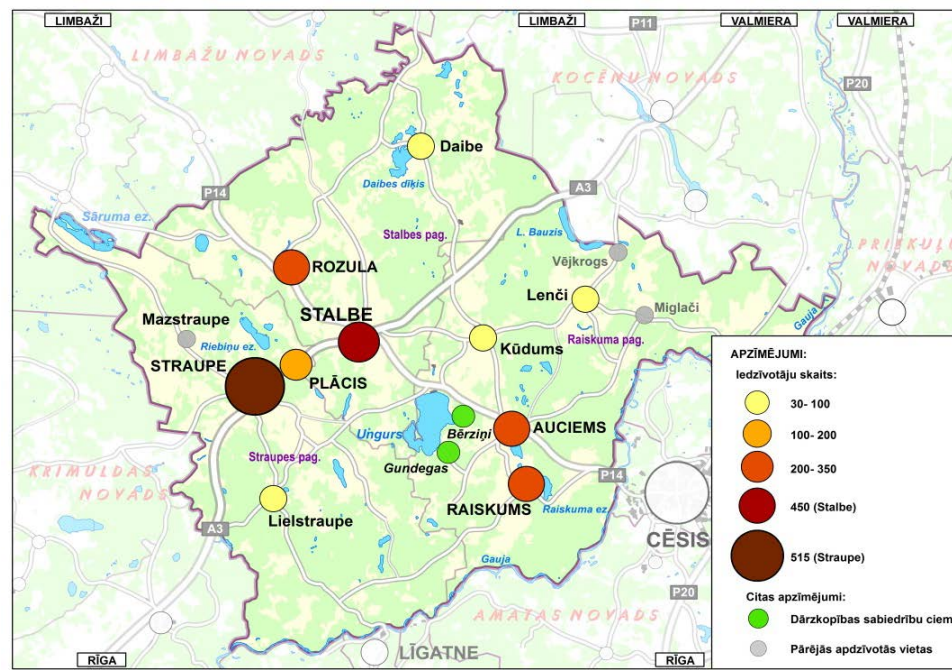 LIMBAŽI
LIMBAŽI
VALMIERA
VALMIERA
LIMBAŽU NOVADS
KOCĒNU NOVADS
P20
Daibe
Daibes dīķis
P14
A3
Sāruma ez.
Stalbes pag.
L. Bauzis
Vējkrogs
PRIEKUĻU
NOVADS
ROZULA
Lenči
Gauja
Mazstraupe
STALBE
Miglači
Riebiņu ez.
Raiskuma pag.
Kūdums
STRAUPE
PLĀCIS
Ungurs
Bērziņi
AUCIEMS
Straupes pag.
Gundegas
P14
KRIMULDAS
NOVADS
RAISKUMS
Raiskuma ez.
Lielstraupe
A3
CĒSIS
Gauja
P20
AMATAS NOVADS
LĪGATNE
RĪGA
RĪGA
APZĪMĒJUMI:
Iedzīvotāju skaits:
30- 100
100- 200
200- 350
450 (Stalbe)
515 (Straupe)
Citas apzīmējumi:
Dārzkopības sabiedrību ciem
Pārējās apdzīvotās vietas